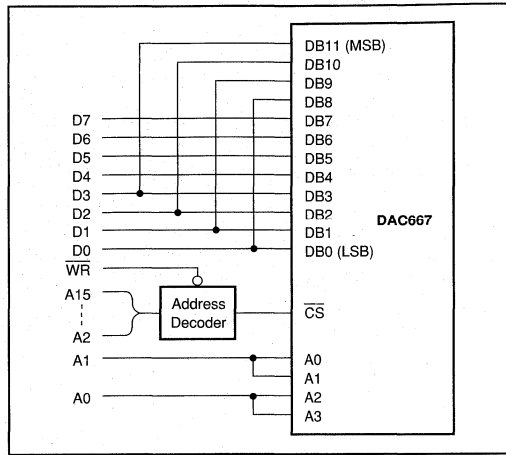 DB11 (MSB)
DB10
DB9
DB8
D7 DB7
D6 DB6
D5 DB5
D4 DB4
D3 DB3
D2 DB2 DAC667
D1 DB1
D0 DB0 (LSB)
WR
A15 Address CS
A2 Decoder
A1 A0
A1
A0 A2
A3